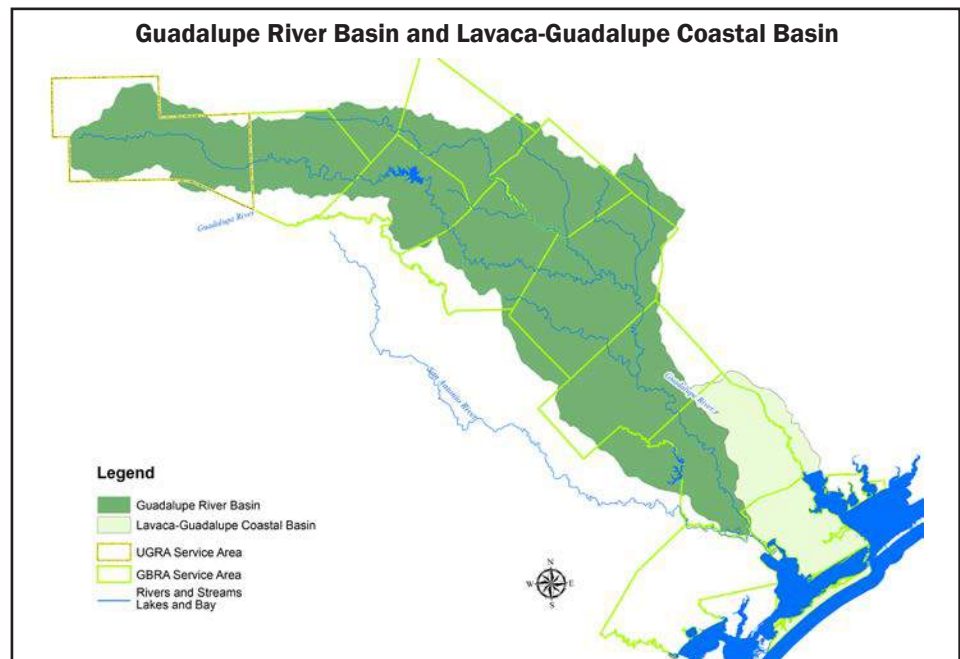 Guadalupe River Basin and Lavaca-Guadalupe Coastal Basin
Guadalupa River
San Antonio River
Guadalupe River
Legend
Guadalupe River Basin
Lavaca-Guadalupe Coastal Basin
UGRA Service Area
GBRA Service Area
Rivers and Streams
Lakes and Bay
N
W
E
S